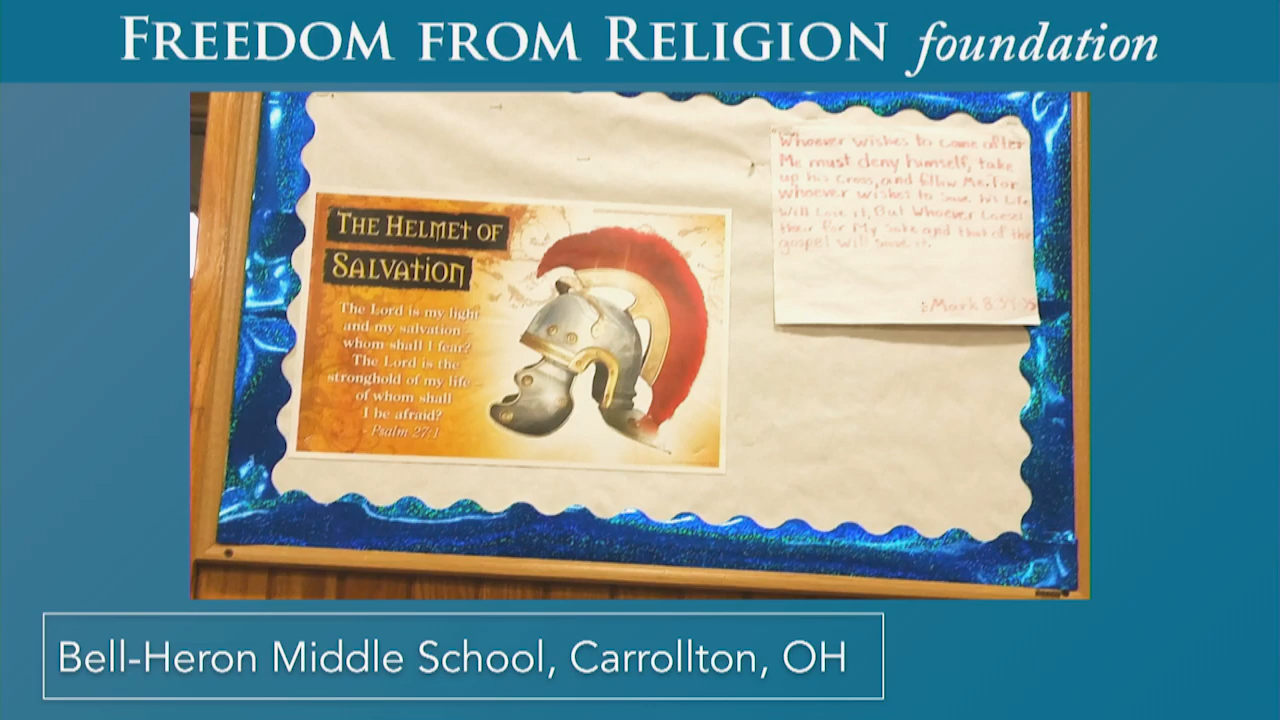 FREEDOM FROM RELIGION foundation
THE HELMET OF
SALVATION
The Lord is my light
and my salvation –
whom shall I fear?
The Lord is the
stronghold of my life
of whom shall
I be afraid?
- Psalm 27:1
Whoever wishes to come after
Me must deny himself, take
up his cross, and follow Me. For
whoever wishes to save his life
will lose it, But whoever loses
for My sake and that of the
gospel will save it.
Mark 8:
Bell-Heron Middle School, Carrollton, OH